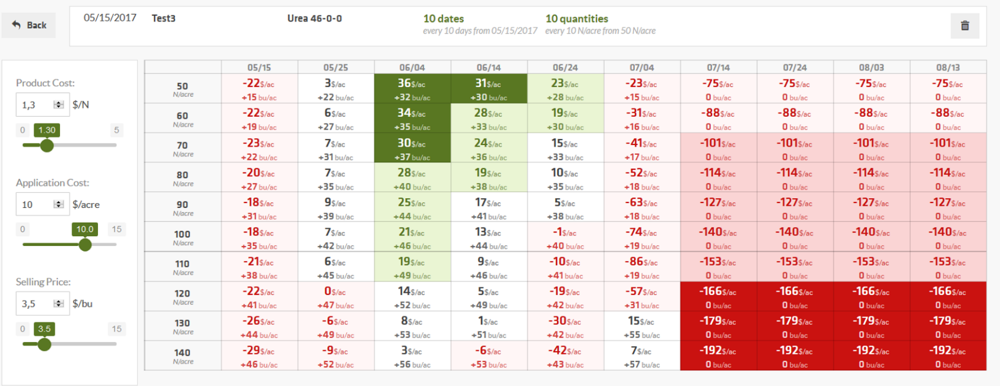 Back
05/15/2017 Test3 Urea 46-0-0 10 dates 10 quantities
every 10 days from 05/15/2017 every 10 N/acre from 50 N/acre
Product Cost:
1,3 $/N
0 1.30 5
Application Cost:
10 $/acre
0 10.0 15
Selling Price:
3,5 $/bu
0 3.5 15
05/15 05/25 06/04 06/14 06/24 07/04 07/14 07/24 08/03 08/13
50 -22$/ac 3$/ac 36$/ac 31$/ac 23$/ac -23$/ac -75$/ac -75$/ac -75$/ac -75$/ac
N/acre +15 bu/ac +22 bu/ac +32 bu/ac +30 bu/ac +28 bu/ac +15 bu/ac 0 bu/ac 0 bu/ac 0 bu/ac 0 bu/ac
60 -22$/ac 6$/ac 34$/ac 28$/ac 19$/ac -31$/ac -88$/ac -88$/ac -88$/ac -88$/ac
N/acre +19 bu/ac +27 bu/ac +35 bu/ac +33 bu/ac +30 bu/ac +16 bu/ac 0 bu/ac 0 bu/ac 0 bu/ac 0 bu/ac
70 -23$/ac 7$/ac 30$/ac 24$/ac 15$/ac -41$/ac -101$/ac -101$/ac -101$/ac -101$/ac
N/acre +22 bu/ac +31 bu/ac +37 bu/ac +36 bu/ac +33 bu/ac +17 bu/ac 0 bu/ac 0 bu/ac 0 bu/ac 0 bu/ac
80 -20$/ac 7$/ac 28$/ac 19$/ac 10$/ac -52$/ac -114$/ac -114$/ac -114$/ac -114$/ac
N/acre +27 bu/ac +35 bu/ac +40 bu/ac +38 bu/ac +35 bu/ac +18 bu/ac 0 bu/ac 0 bu/ac 0 bu/ac 0 bu/ac
90 -18$/ac 9$/ac 25$/ac 17$/ac 5$/ac -63$/ac -127$/ac -127$/ac -127$/ac -127$/ac
N/acre +31 bu/ac +39 bu/ac +44 bu/ac +41 bu/ac +38 bu/ac +18 bu/ac 0 bu/ac 0 bu/ac 0 bu/ac 0 bu/ac
100 -18$/ac 7$/ac 21$/ac 13$/ac -1$/ac -74$/ac -140$/ac -140$/ac -140$/ac -140$/ac
N/acre +35 bu/ac +42 bu/ac +46 bu/ac +44 bu/ac +40 bu/ac +19 bu/ac 0 bu/ac 0 bu/ac 0 bu/ac 0 bu/ac
110 -21$/ac 6$/ac 19$/ac 9$/ac -10$/ac -86$/ac -153$/ac -153$/ac -153$/ac -153$/ac
N/acre +38 bu/ac +45 bu/ac +49 bu/ac +46 bu/ac +41 bu/ac +19 bu/ac 0 bu/ac 0 bu/ac 0 bu/ac 0 bu/ac
120 -22$/ac 0$/ac 14$/ac 5$/ac -19$/ac -57$/ac -166$/ac -166$/ac -166$/ac -166$/ac
N/acre +41 bu/ac +47 bu/ac +52 bu/ac +49 bu/ac +42 bu/ac +31 bu/ac 0 bu/ac 0 bu/ac 0 bu/ac 0 bu/ac
130 -26$/ac -6$/ac 8$/ac 1$/ac -30$/ac 15$/ac -179$/ac -179$/ac -179$/ac -179$/ac
N/acre +44 bu/ac +49 bu/ac +53 bu/ac +51 bu/ac +42 bu/ac +55 bu/ac 0 bu/ac 0 bu/ac 0 bu/ac 0 bu/ac
140 -29$/ac -9$/ac 3$/ac -6$/ac -42$/ac 7$/ac -192$/ac -192$/ac -192$/ac -192$/ac
N/acre +46 bu/ac +52 bu/ac +56 bu/ac +53 bu/ac +43 bu/ac +57 bu/ac 0 bu/ac 0 bu/ac 0 bu/ac 0 bu/ac